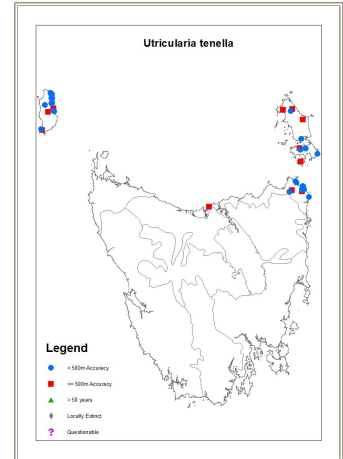 Utricularia tenella
Legend
< 500m Accuracy
>= 500m Accuracy
> 50 years
Locally Extinct
Questionable
?